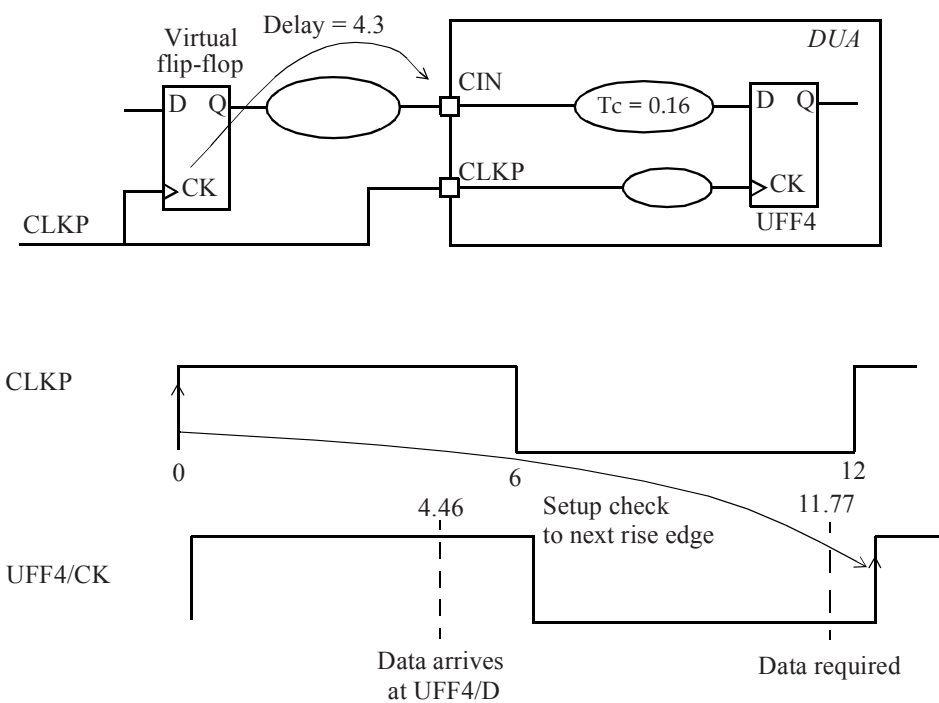 Delay = 4.3
Virtual
flip-flop
DUA
CIN
D Q
Tc = 0.16
D Q
CK
CLKP
CK
CLKP
UFF4
CLKP
0
6
12
4.46
Setup check
to next rise edge
11.77
UFF4/CK
Data arrives
at UFF4/D
Data required